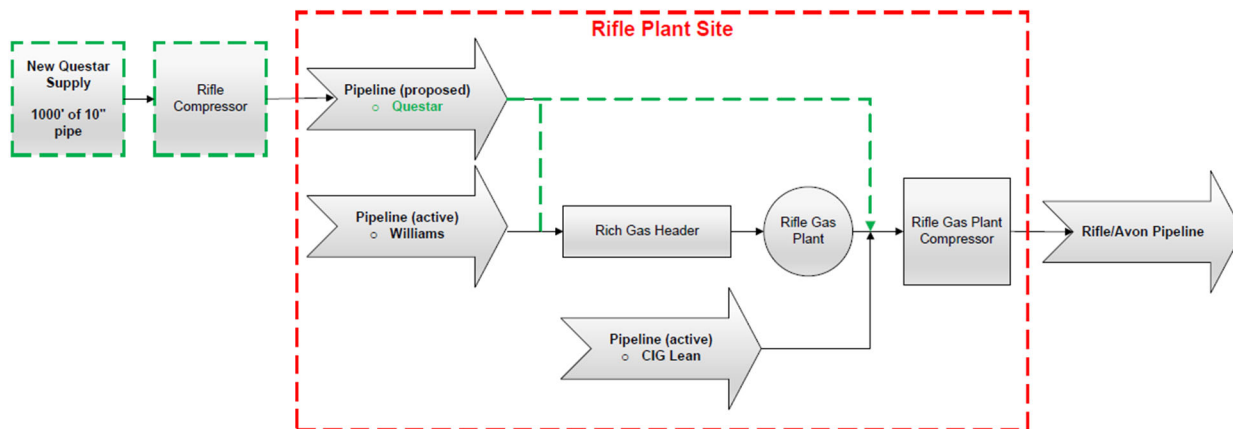 Rifle Plant Site
New Questar
Supply
1000' of 10"
pipe
Rifle
Compressor
Pipeline (proposed)
○ Questar
Pipeline (active)
○ Williams
Rich Gas Header
Rifle Gas
Plant
Rifle Gas Plant
Compressor
Rifle/Avon Pipeline
Pipeline (active)
○ CIG Lean